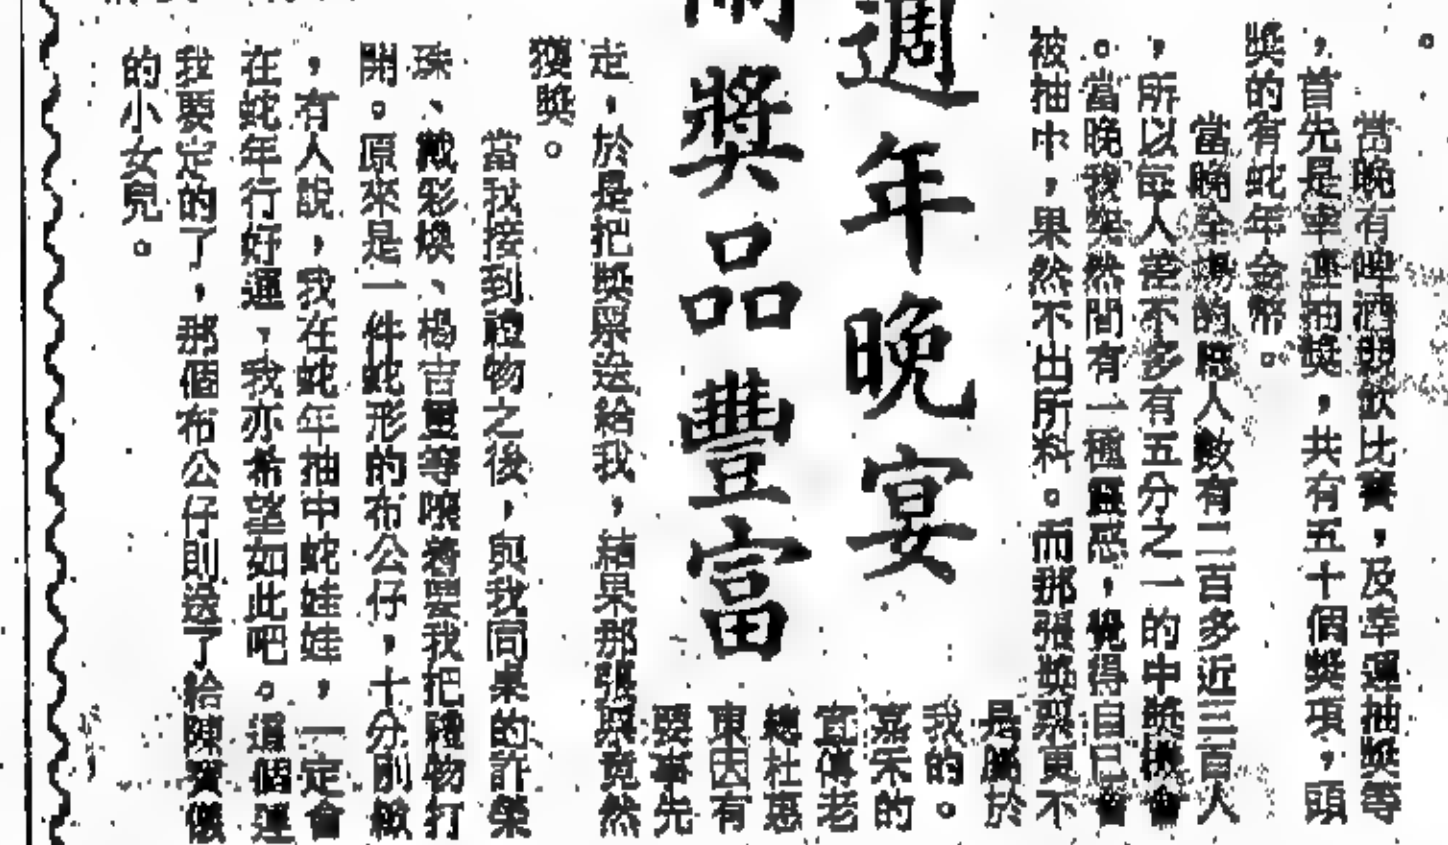 。
當晚有啤酒競飲比賽，及幸運抽獎等
，首先是幸運抽獎，共有五十個獎項，頭
獎的有蛇年金幣。
當晚全場的應人數有二百多近三百人
，所以每人差不多有五分之一的中獎機會
。當晚我突然間有一種靈感，覺得自己會
被抽中，果然不出所料。而那張獎票更不
是屬於
我的。
嘉禾的
宣傳老
總杜惠
東因有
要事先
週年晚宴
獎品豐富
走，於是把獎票送給我，結果那張票竟然
獲獎。
當我接到禮物之後，與我同桌的許榮
珠、戴彩煥、楊吉璽等嚷着要我把禮物打
開。原來是一件蛇形的布公仔，十分別緻
，有人說，我在蛇年抽中蛇娃娃，一定會
在蛇年行好運，我亦希望如此吧。這個運
我要定的了，那個布公仔則送了給陳寶儀
的小女兒。